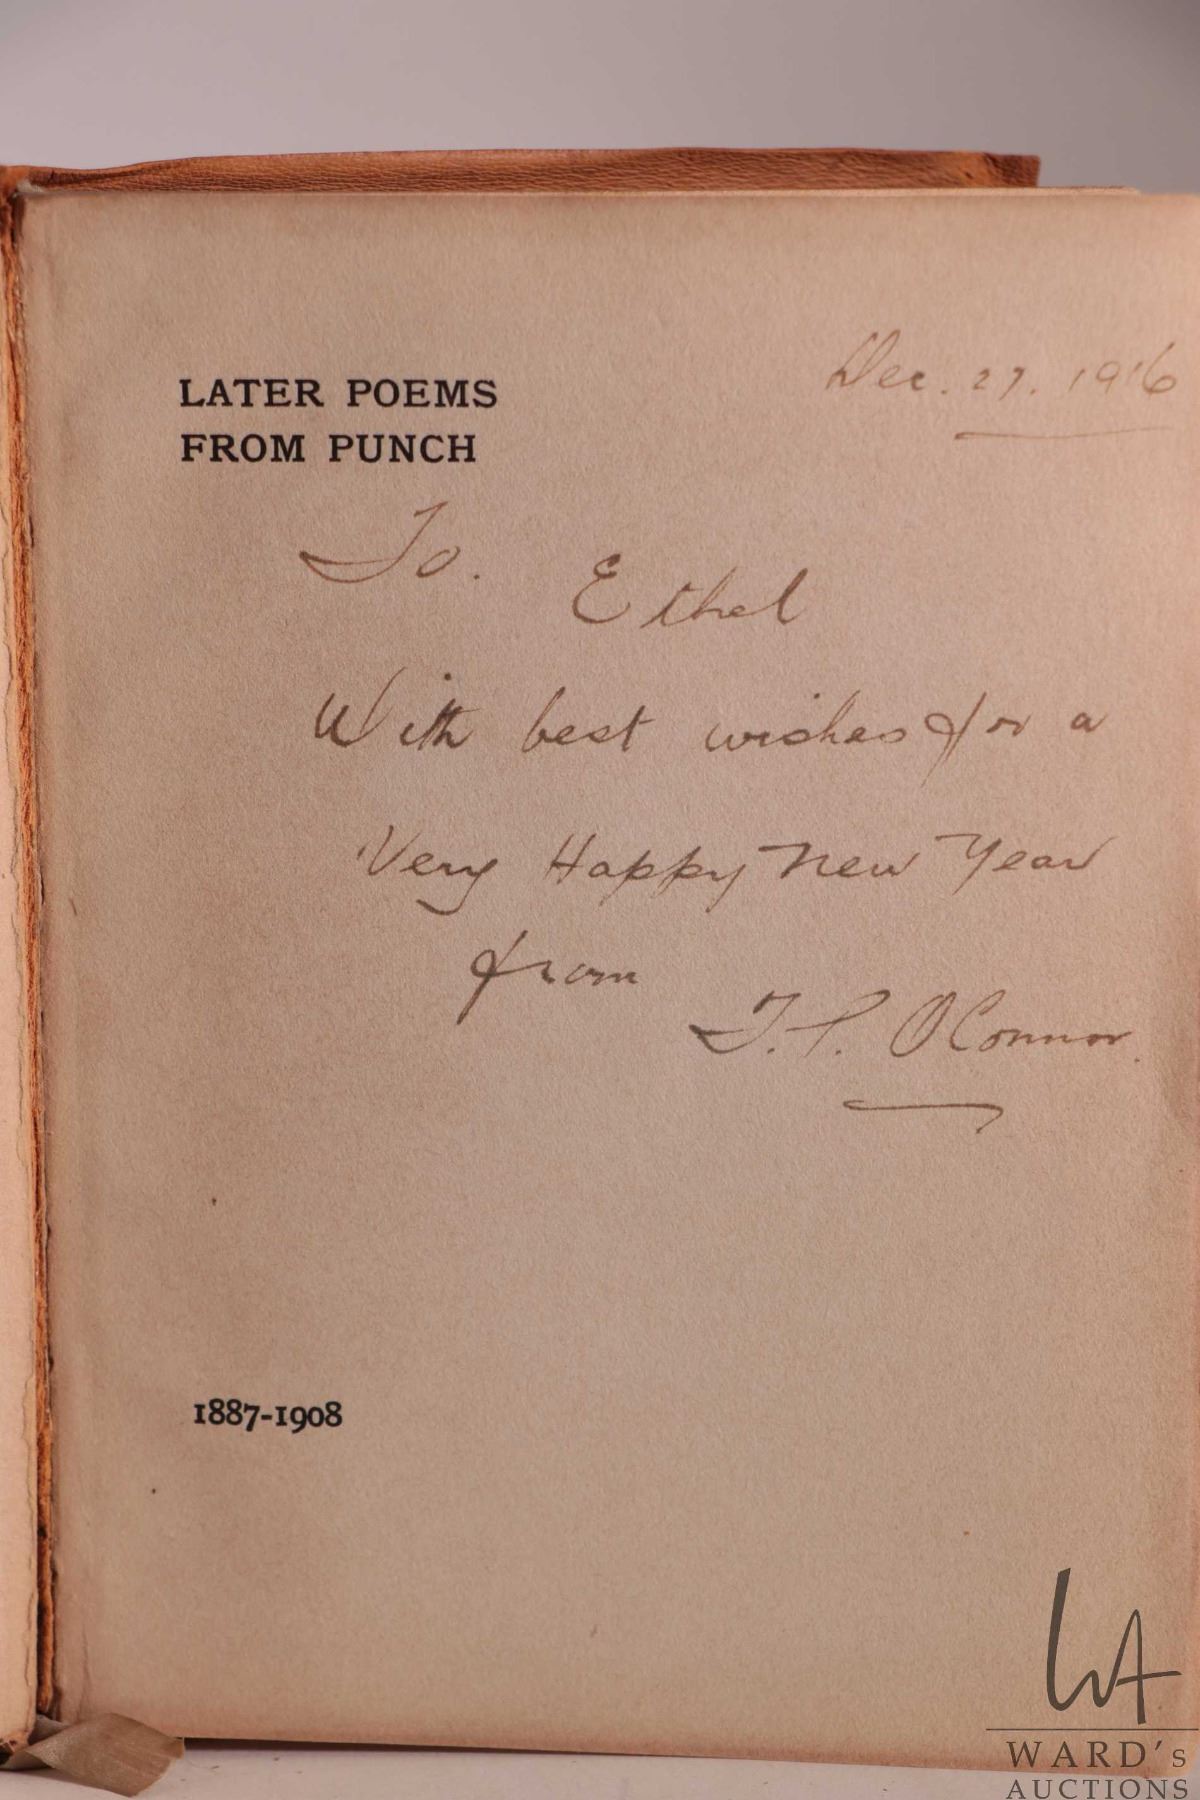 Dec. 27. 1916
LATER POEMS
FROM PUNCH
To. Ethel
With best wishes for a
Very Happy New Year
from
T.P. O'Connor.
1887-1908
WARD'S
AUCTIONS